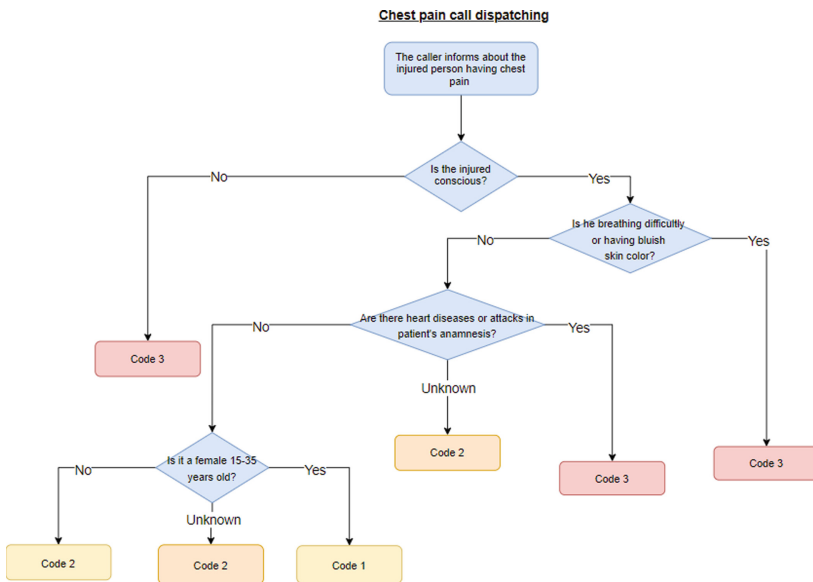 Chest pain call dispatching
The caller informs about the
injured person having chest
pain
Is the injured
conscious?
No
Yes
Is he breathing difficultly
or having bluish
skin color?
No
Yes
Are there heart diseases or attacks in
patient's anamnesis?
No
Yes
Code 3
Unknown
Code 2
Is it a female 15-35
years old?
Code 3
Code 3
No
Yes
Unknown
Code 2
Code 2
Code 1